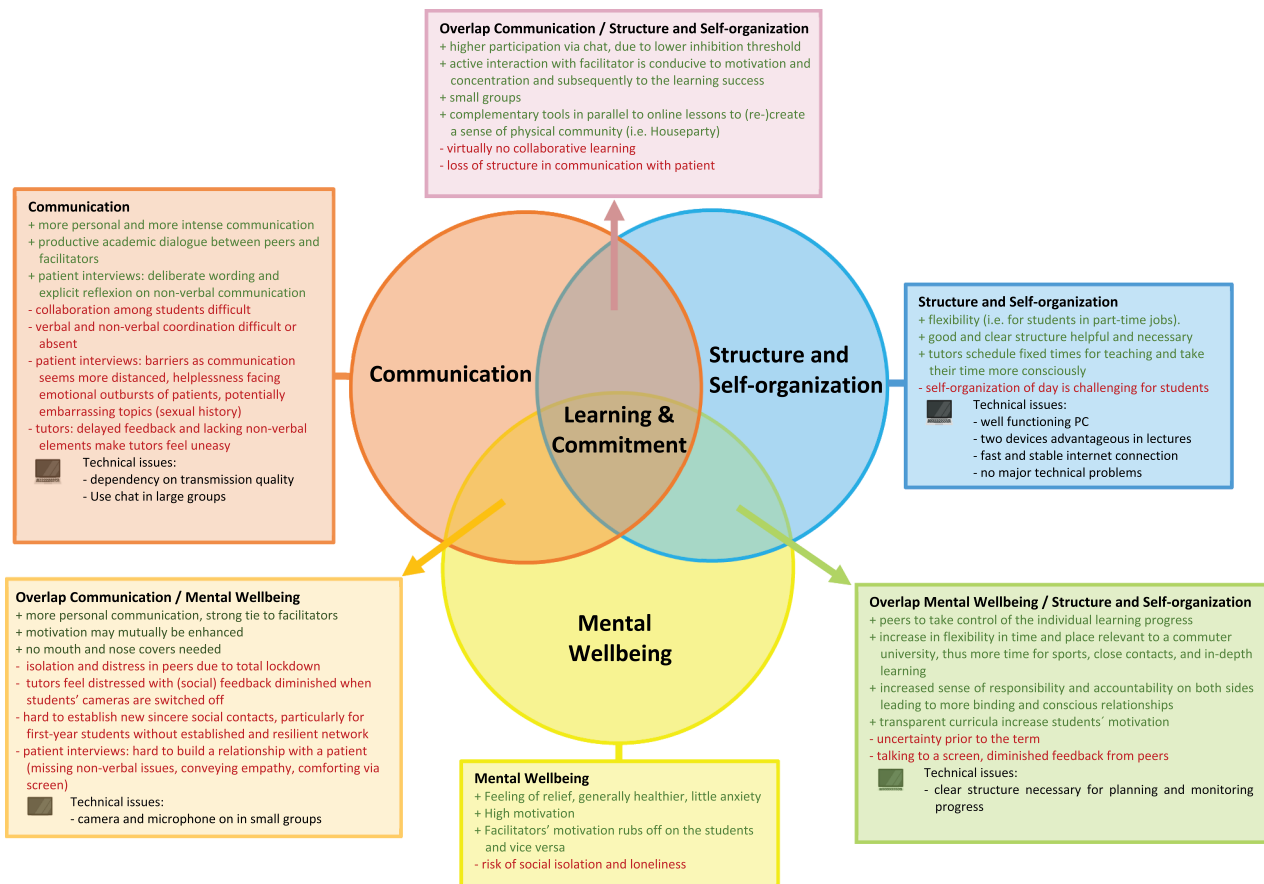 Overlap Communication / Structure and Self-organization
+ higher participation via chat, due to lower inhibition threshold
+ active interaction with facilitator is conducive to motivation and
concentration and subsequently to the learning success
+ small groups
+ complementary tools in parallel to online lessons to (re-)create
a sense of physical community (i.e. Houseparty)
- virtually no collaborative learning
- loss of structure in communication with patient
Communication
+ more personal and more intense communication
+ productive academic dialogue between peers and
facilitators
+ patient interviews: deliberate wording and
explicit reflexion on non-verbal communication
- collaboration among students difficult
- verbal and non-verbal coordination difficult or
absent
- patient interviews: barriers as communication
seems more distanced, helplessness facing
emotional outbursts of patients, potentially
embarrassing topics (sexual history)
- tutors: delayed feedback and lacking non-verbal
elements make tutors feel uneasy
Technical issues:
- dependency on transmission quality
- Use chat in large groups
Communication
Structure and
Self-organization
Learning &
Commitment
Mental
Wellbeing
Structure and Self-organization
+ flexibility (i.e. for students in part-time jobs).
+ good and clear structure helpful and necessary
+ tutors schedule fixed times for teaching and take
their time more consciously
- self-organization of day is challenging for students
Technical issues:
- well functioning PC
- two devices advantageous in lectures
- fast and stable internet connection
- no major technical problems
Overlap Communication / Mental Wellbeing
+ more personal communication, strong tie to facilitators
+ motivation may mutually be enhanced
+ no mouth and nose covers needed
- isolation and distress in peers due to total lockdown
- tutors feel distressed with (social) feedback diminished when
students' cameras are switched off
- hard to establish new sincere social contacts, particularly for
first-year students without established and resilient network
- patient interviews: hard to build a relationship with a patient
(missing non-verbal issues, conveying empathy, comforting via
screen)
Technical issues:
- camera and microphone on in small groups
Mental Wellbeing
+ Feeling of relief, generally healthier, little anxiety
+ High motivation
+ Facilitators' motivation rubs off on the students
and vice versa
- risk of social isolation and loneliness
Overlap Mental Wellbeing / Structure and Self-organization
+ peers to take control of the individual learning progress
+ increase in flexibility in time and place relevant to a commuter
university, thus more time for sports, close contacts, and in-depth
learning
+ increased sense of responsibility and accountability on both sides
leading to more binding and conscious relationships
+ transparent curricula increase students´ motivation
- uncertainty prior to the term
- talking to a screen, diminished feedback from peers
Technical issues:
- clear structure necessary for planning and monitoring
progress